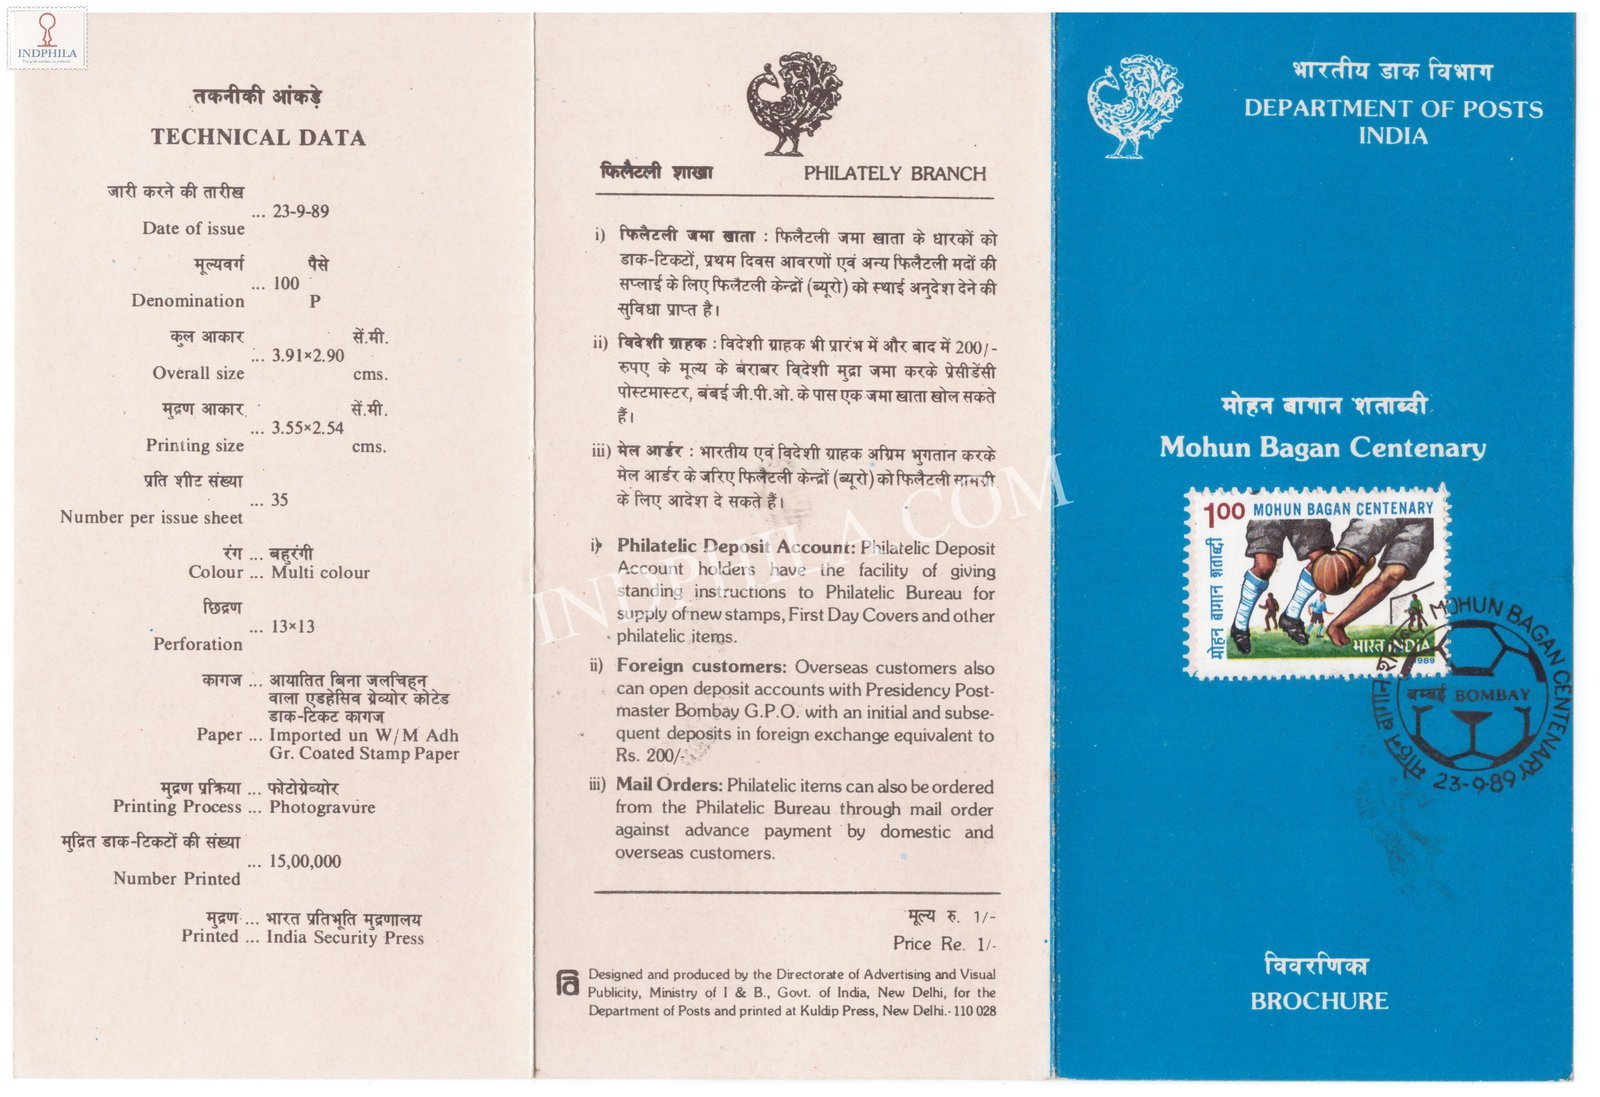 INDPHILA
तकनीकी आंकड़े
TECHNICAL DATA
जारी करने की तारीख
... 23-9-89
Date of issue
मूल्यवर्ग पैसे
... 100
Denomination P
कुल आकार सें.मी.
... 3.91×2.90
Overall size cms.
मुद्रण आकार सें.मी.
... 3.55×2.54
Printing size cms.
प्रति शीट संख्या
... 35
Number per issue sheet
रंग ... बहुरंगी
Colour ... Multi colour
छिद्रण
... 13×13
Perforation
कागज ... आयातित बिना जलचिहन
वाला एडहेसिव ग्रेव्योर कोटेड
डाक-टिकट कागज
Paper ... Imported un W/M Adh
Gr. Coated Stamp Paper
मुद्रण प्रक्रिया ... फोटोग्रेव्योर
Printing Process ... Photogravure
मुद्रित डाक-टिकटों की संख्या
... 15,00,000
Number Printed
मुद्रण ... भारत प्रतिभूति मुद्रणालय
Printed ... India Security Press
फिलैटली शाखा PHILATELY BRANCH
i) फिलैटली जमा खाता : फिलैटली जमा खाता के धारकों को
डाक-टिकटों, प्रथम दिवस आवरणों एवं अन्य फिलैटली मदों की
सप्लाई के लिए फिलैटली केन्द्रों (ब्यूरो) को स्थाई अनुदेश देने की
सुविधा प्राप्त है।
ii) विदेशी ग्राहक : विदेशी ग्राहक भी प्रारंभ में और बाद में 200/-
रुपए के मूल्य के बराबर विदेशी मुद्रा जमा करके प्रेसीडेंसी
पोस्टमास्टर, बंबई जी.पी.ओ. के पास एक जमा खाता खोल सकते
हैं।
iii) मेल आर्डर : भारतीय एवं विदेशी ग्राहक अग्रिम भुगतान करके
मेल आर्डर के जरिए फिलैटली केन्द्रों (ब्यूरो) को फिलैटली सामग्री
के लिए आदेश दे सकते हैं।
i) Philatelic Deposit Account: Philatelic Deposit
Account holders have the facility of giving
standing instructions to Philatelic Bureau for
supply of new stamps, First Day Covers and other
philatelic items.
ii) Foreign customers: Overseas customers also
can open deposit accounts with Presidency Post-
master Bombay G.P.O. with an initial and subse-
quent deposits in foreign exchange equivalent to
Rs. 200/-
iii) Mail Orders: Philatelic items can also be ordered
from the Philatelic Bureau through mail order
against advance payment by domestic and
overseas customers.
मूल्य रु. 1/-
Price Re. 1/-
Designed and produced by the Directorate of Advertising and Visual
Publicity, Ministry of I & B., Govt. of India, New Delhi, for the
Department of Posts and printed at Kuldip Press, New Delhi.- 110 028
INDPHILA.COM
भारतीय डाक विभाग
DEPARTMENT OF POSTS
INDIA
मोहन बागान शताब्दी
Mohun Bagan Centenary
1.00 MOHUN BAGAN CENTENARY
मोहन बागान शताब्दी
भारत INDIA
1989
मोहन बागान शताब्दी MOHUN BAGAN CENTENARY
बम्बई BOMBAY
23-9-89
विवरणिका
BROCHURE